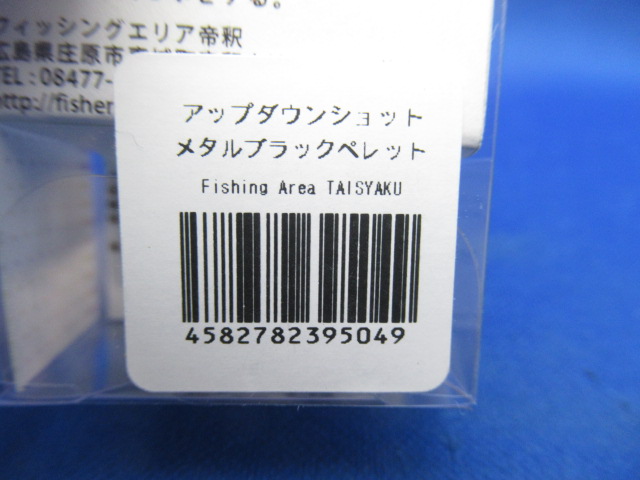 フィッシングエリア帝釈
広島県庄原市
TEL:08477-
http://fisher
アップダウンショット
メタルブラックペレット
Fishing Area TAISYAKU
4582782395049